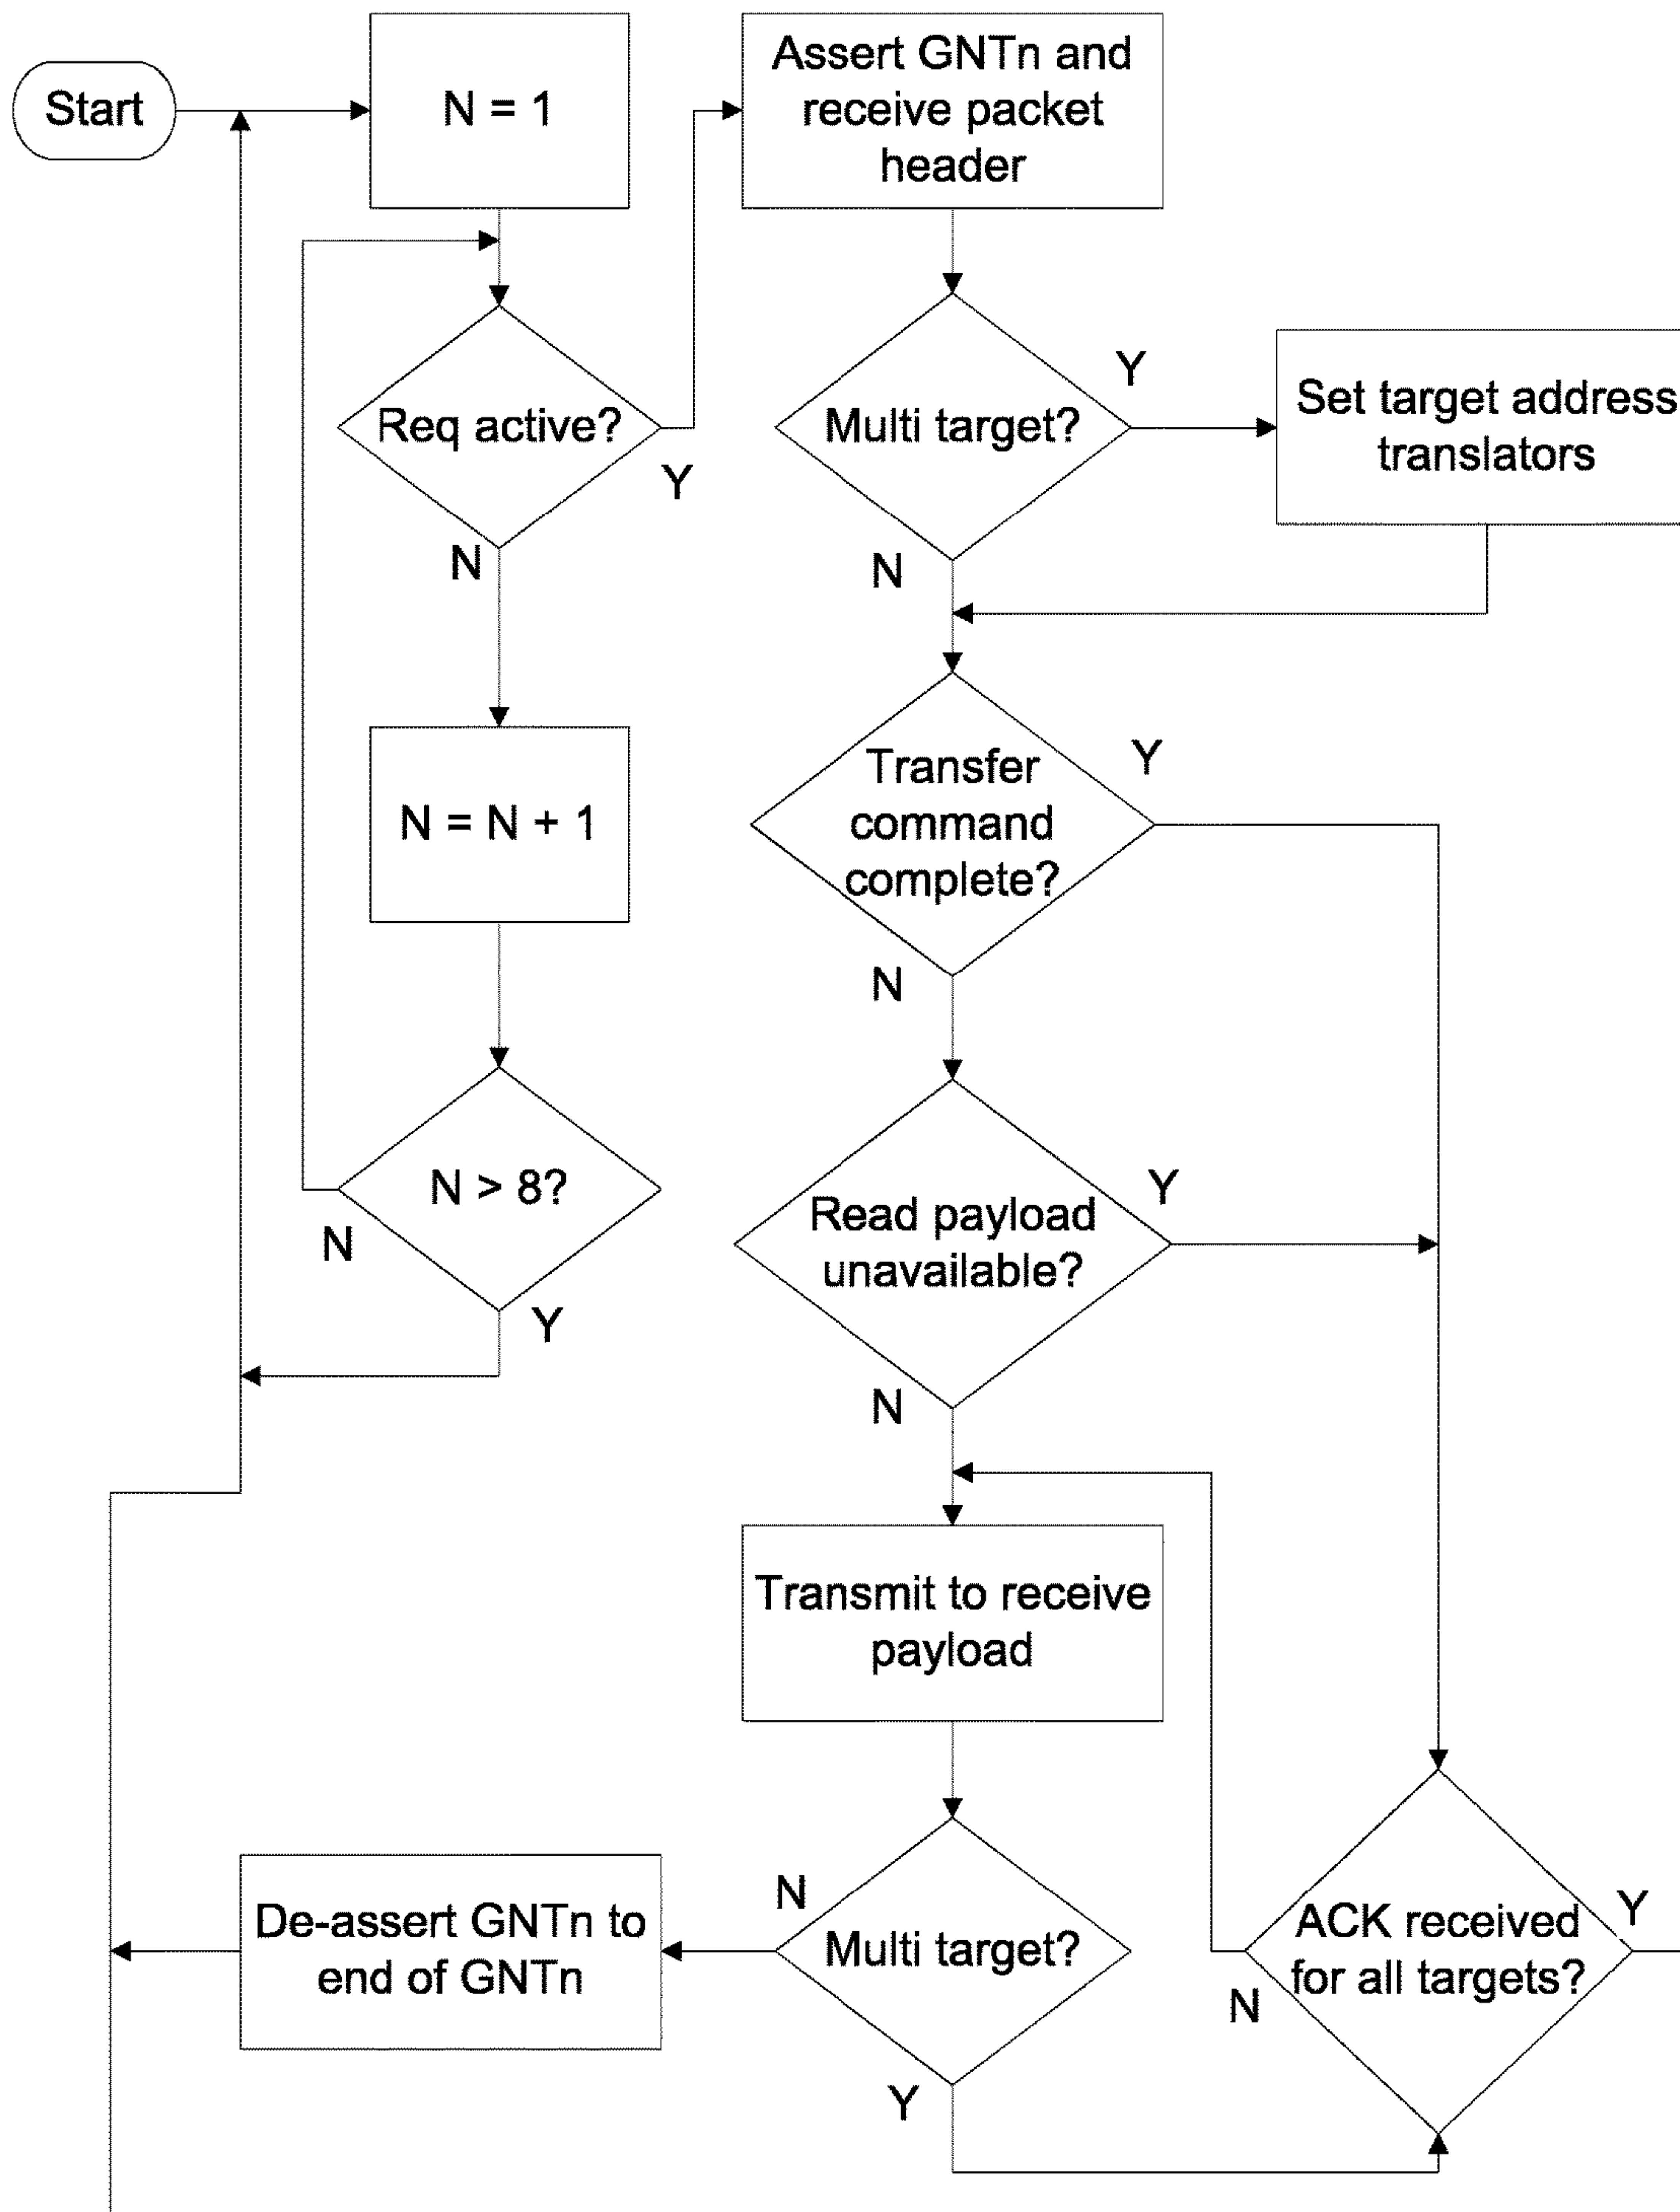 Start
N = 1
Assert GNTn and
receive packet
header
Req active?
Y
N
Multi target?
Y
N
Set target address
translators
N = N + 1
Transfer
command
complete?
Y
N
N > 8?
N
Y
Read payload
unavailable?
Y
N
Transmit to receive
payload
De-assert GNTn to
end of GNTn
N
Multi target?
Y
ACK received
for all targets?
Y
N